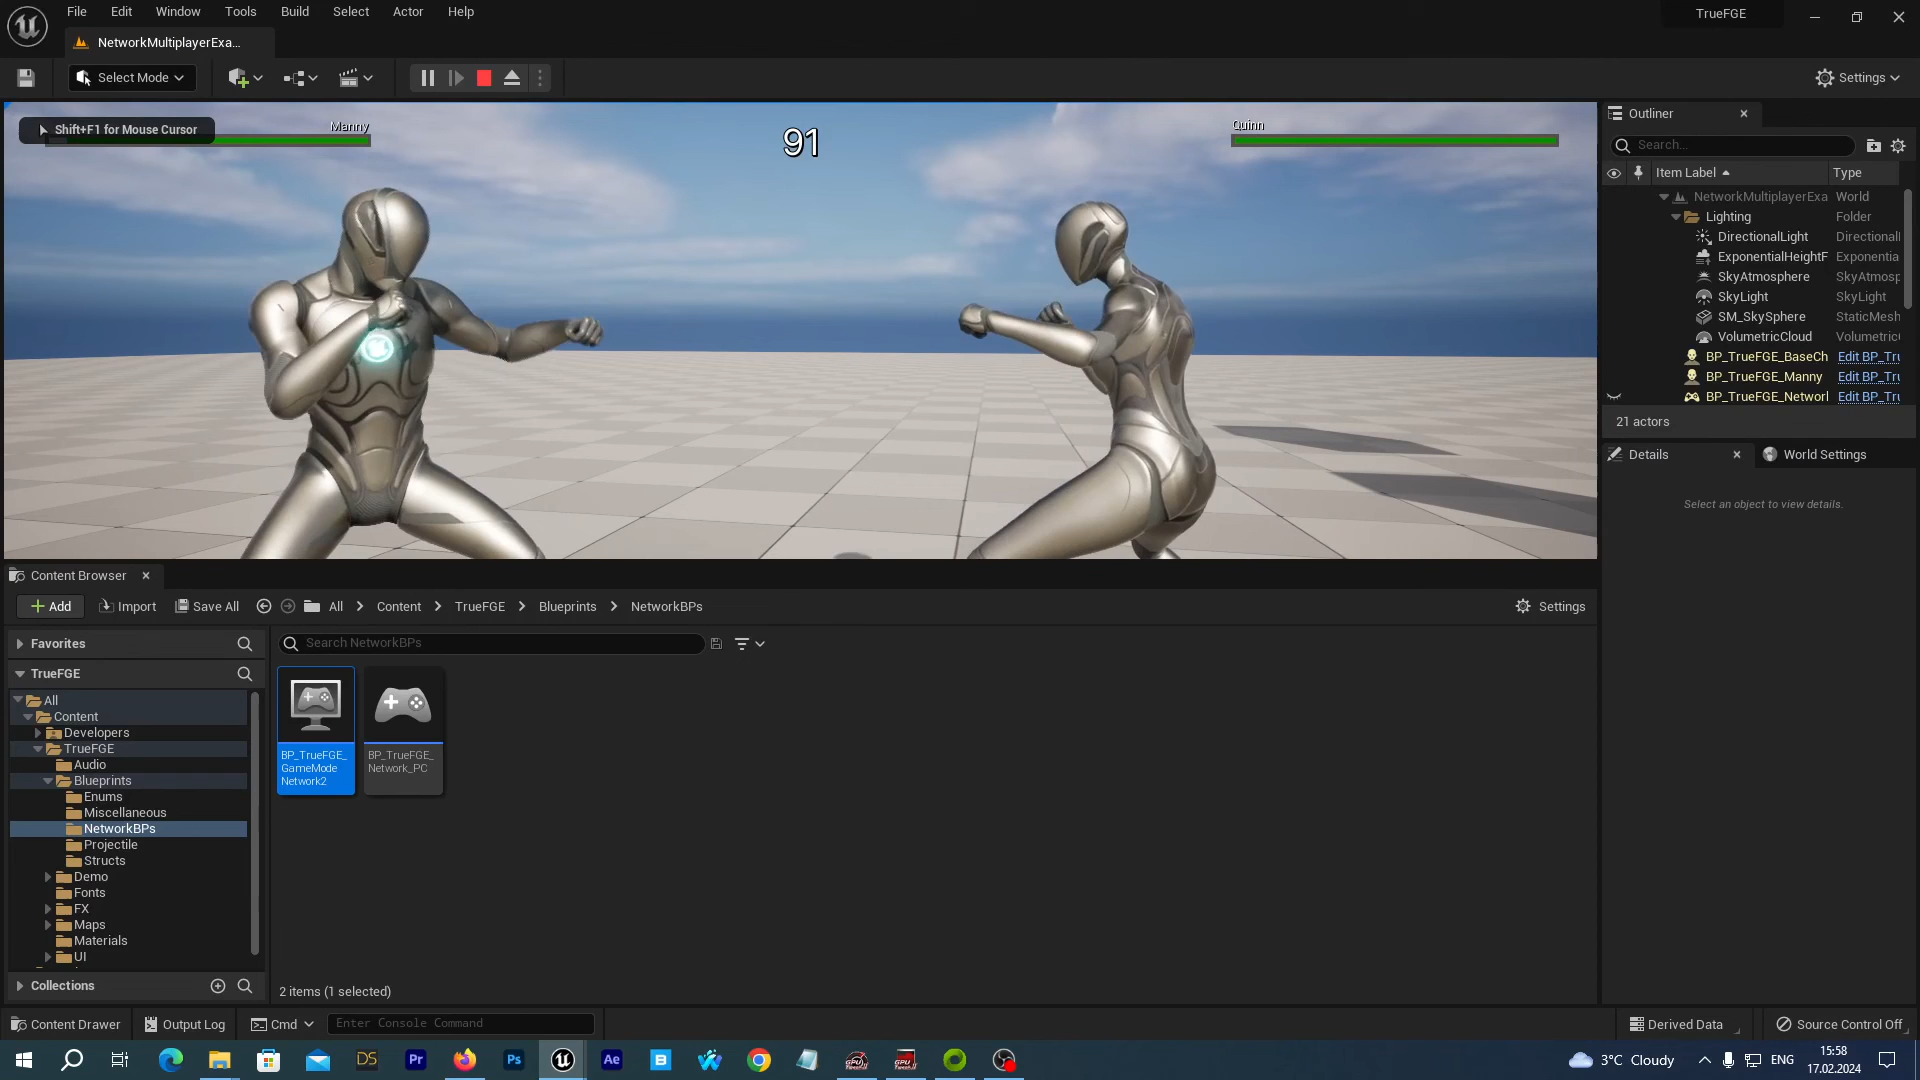 File Edit Window Tools Build Select Actor Help
TrueFGE
NetworkMultiplayerExa...
Select Mode
Settings
Shift+F1 for Mouse Cursor
Manny
91
Quinn
Outliner
Search...
Item Label Type
NetworkMultiplayerExa World
Lighting Folder
DirectionalLight Directional
ExponentialHeightF Exponentia
SkyAtmosphere SkyAtmosp
SkyLight SkyLight
SM_SkySphere StaticMesh
VolumetricCloud Volumetric
BP_TrueFGE_BaseCh Edit BP_Tru
BP_TrueFGE_Manny Edit BP_Tru
BP_TrueFGE_Networl Edit BP_Tru
21 actors
Details World Settings
Select an object to view details.
Content Browser
Add Import Save All All Content TrueFGE Blueprints NetworkBPs Settings
Favorites
Search NetworkBPs
TrueFGE
All
Content
Developers
TrueFGE
Audio
Blueprints
Enums
Miscellaneous
NetworkBPs
Projectile
Structs
Demo
Fonts
FX
Maps
Materials
UI
Collections
BP_TrueFGE_
GameMode
Network2
BP_TrueFGE_
Network_PC
2 items (1 selected)
Content Drawer Output Log Cmd Enter Console Command Derived Data Source Control Off
3°C Cloudy ENG 15:58
17.02.2024